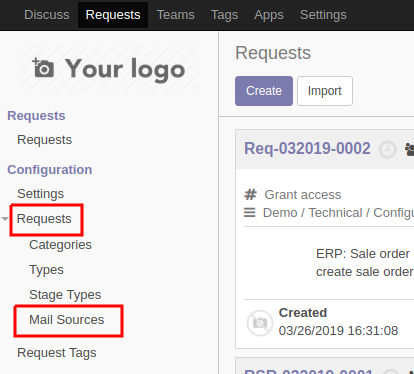 Discuss Requests Teams Tags Apps Settings
Your logo
Requests
Requests
Configuration
Settings
Requests
Categories
Types
Stage Types
Mail Sources
Request Tags
Requests
Create Import
Req-032019-0002
# Grant access
Demo / Technical / Configu
ERP: Sale order
create sale order
Created
03/26/2019 16:31:08